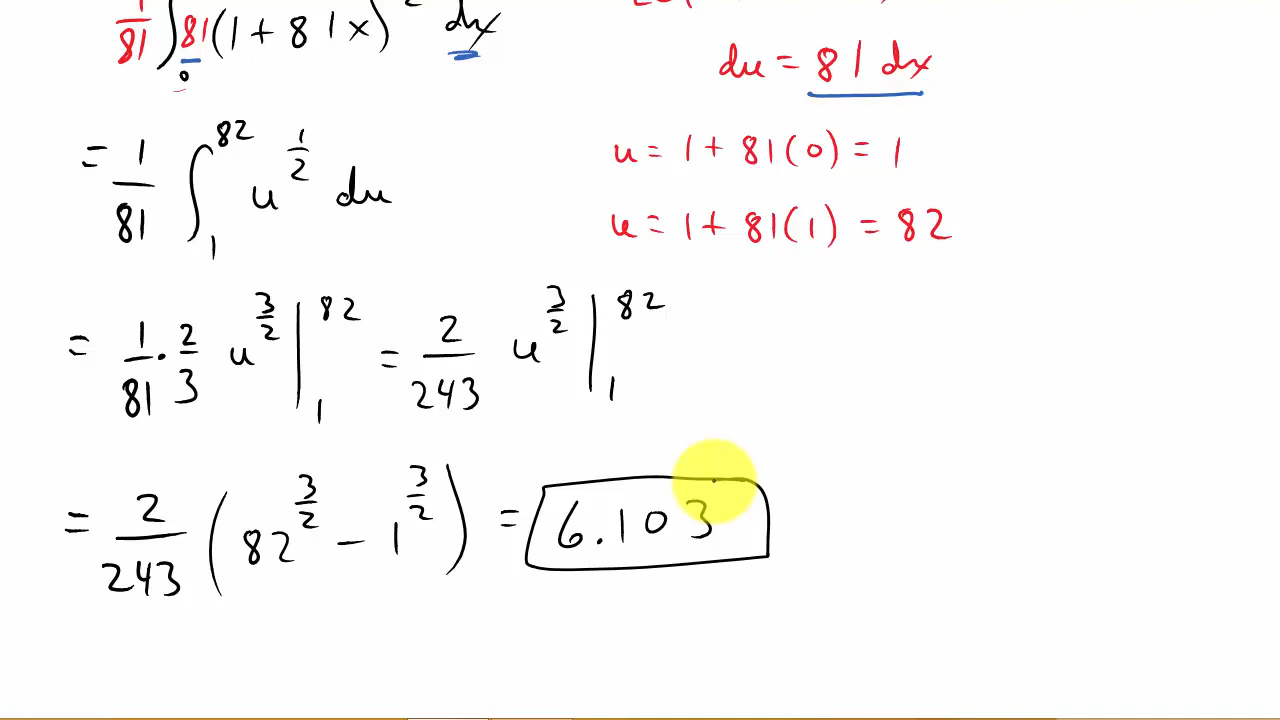 1/81 ∫₀ 81(1 + 81x) dx
du = 81 dx
= 1/81 ∫₁⁸² u^(1/2) du
u = 1 + 81(0) = 1
u = 1 + 81(1) = 82
= 1/81 · 2/3 u^(3/2) |₁⁸² = 2/243 u^(3/2) |₁⁸²
= 2/243 (82^(3/2) − 1^(3/2)) = 6.103